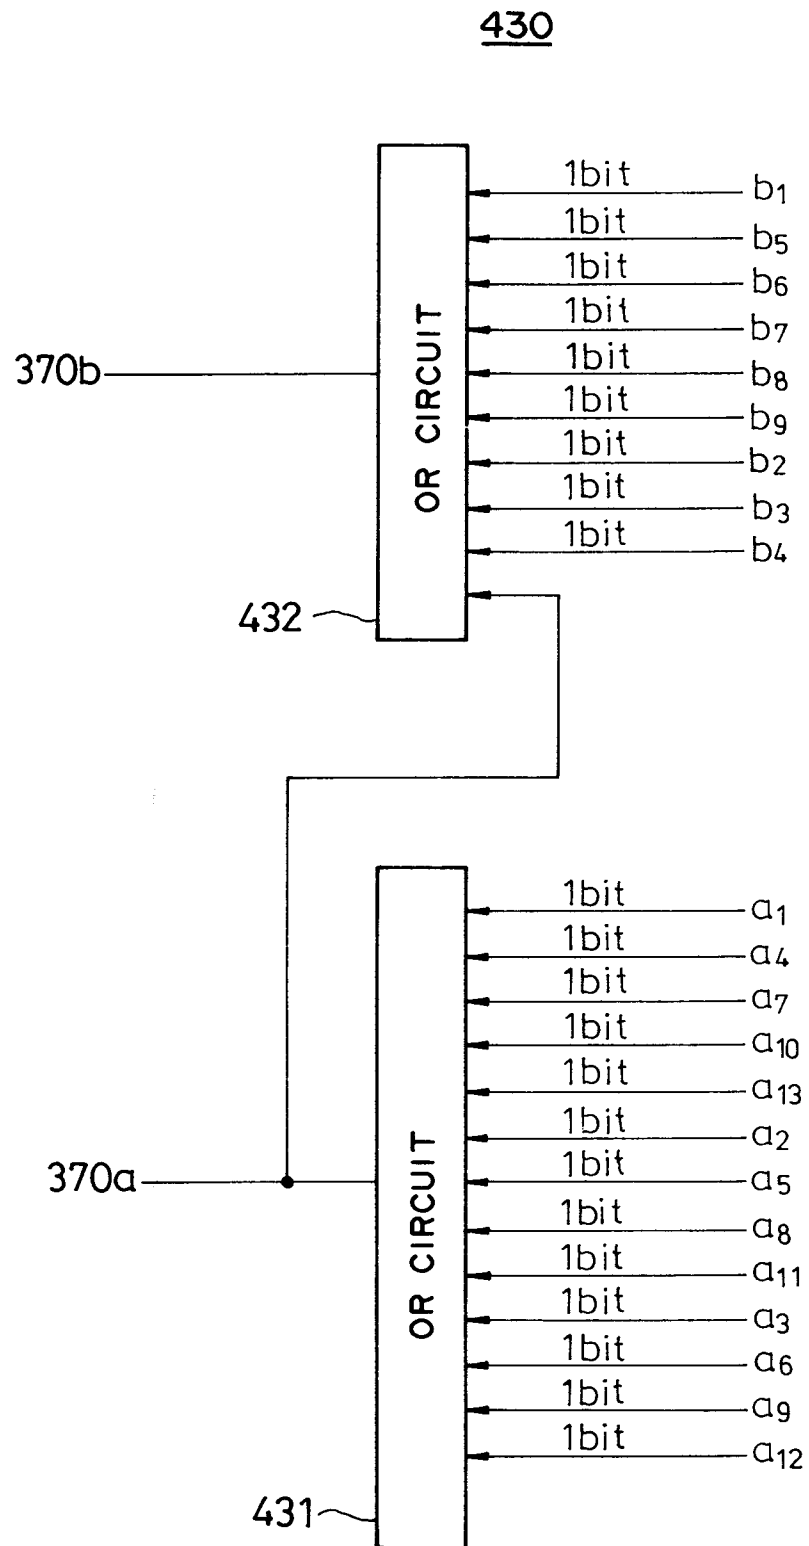 430
1bit b1
1bit b5
1bit b6
1bit b7
370b 1bit b8
1bit b9
1bit b2
1bit b3
1bit b4
OR CIRCUIT
432
1bit a1
1bit a4
1bit a7
1bit a10
1bit a13
1bit a2
370a 1bit a5
1bit a8
1bit a11
1bit a3
1bit a6
1bit a9
1bit a12
OR CIRCUIT
431